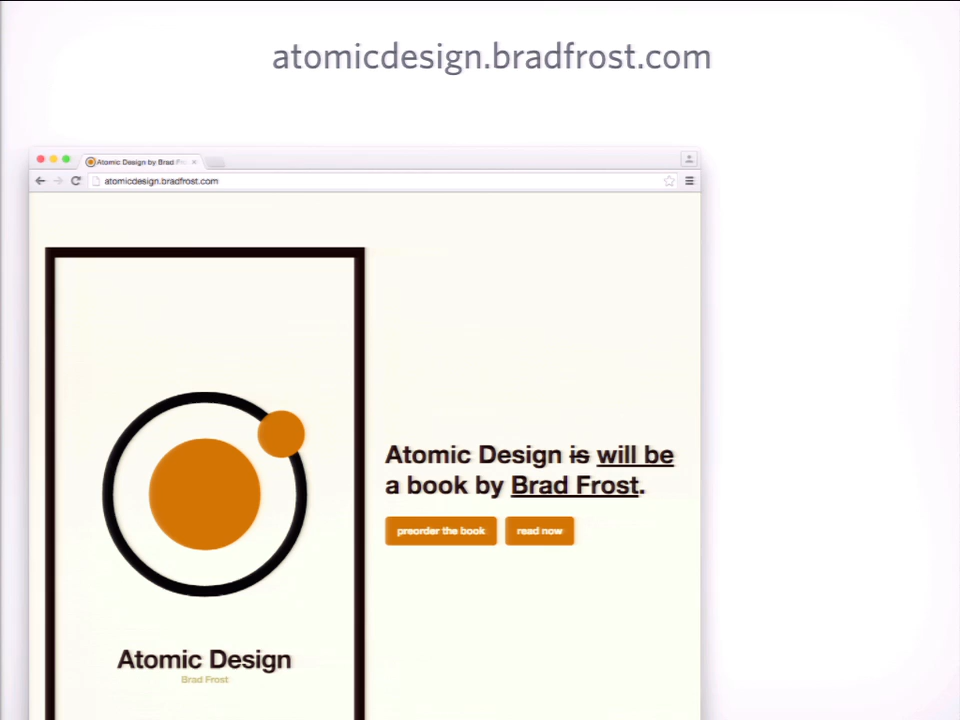 atomicdesign.bradfrost.com
Atomic Design by Brad Fr
atomicdesign.bradfrost.com
Atomic Design is will be
a book by Brad Frost.
preorder the book read now
Atomic Design
Brad Frost